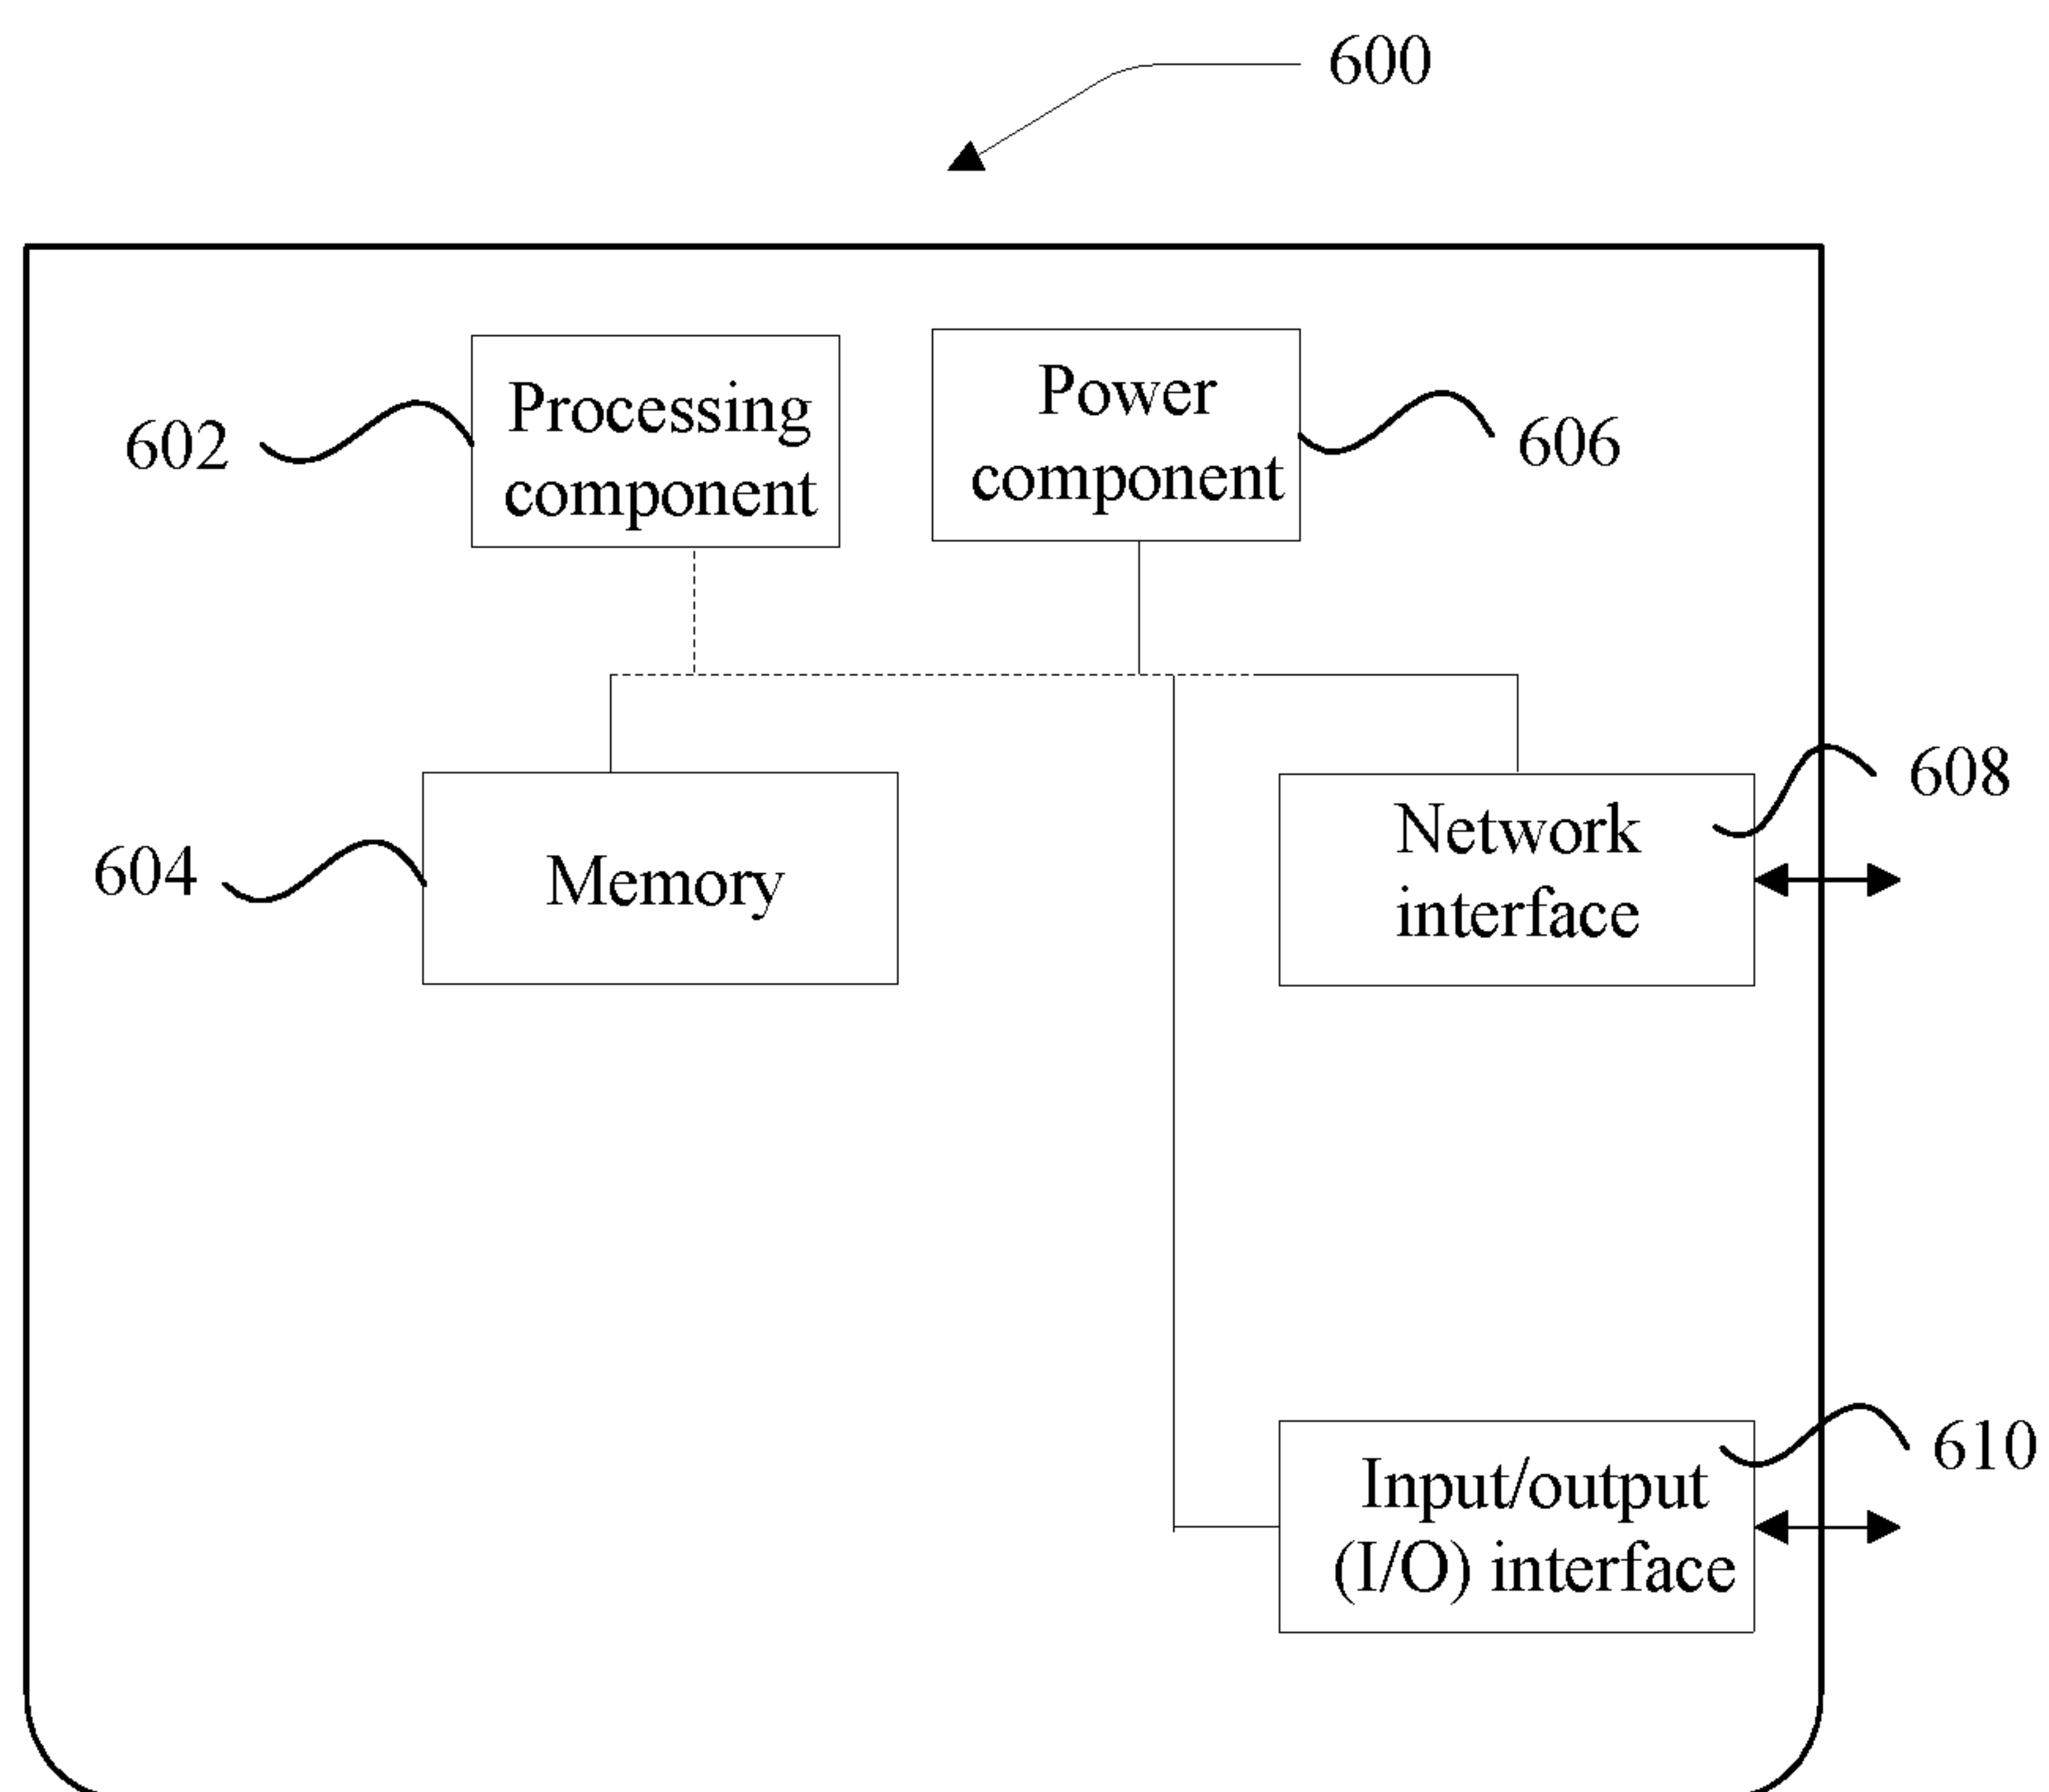 600
Processing
component
602
Power
component
606
604
Memory
Network
interface
608
Input/output
(I/O) interface
610